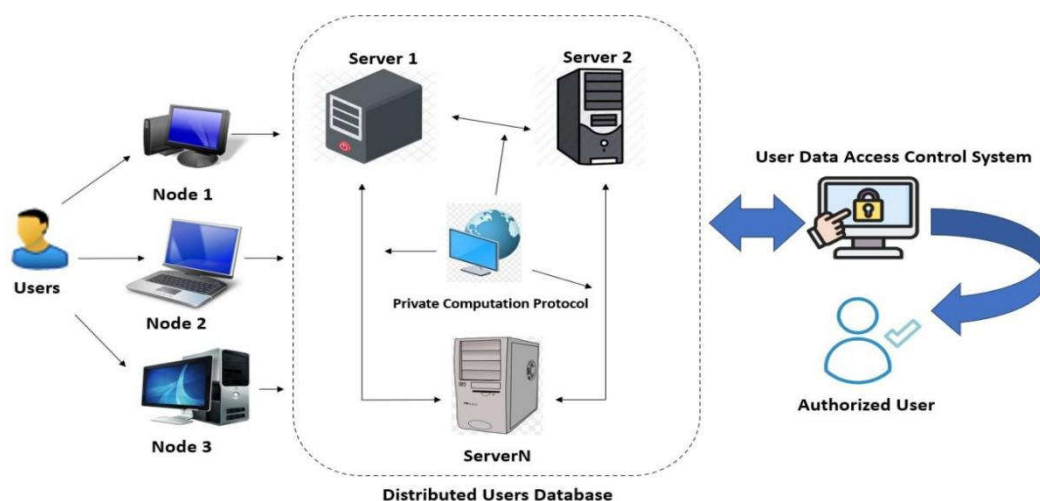 Server 1
Server 2
Node 1
User Data Access Control System
Users
Private Computation Protocol
Node 2
Authorized User
Node 3
ServerN
Distributed Users Database